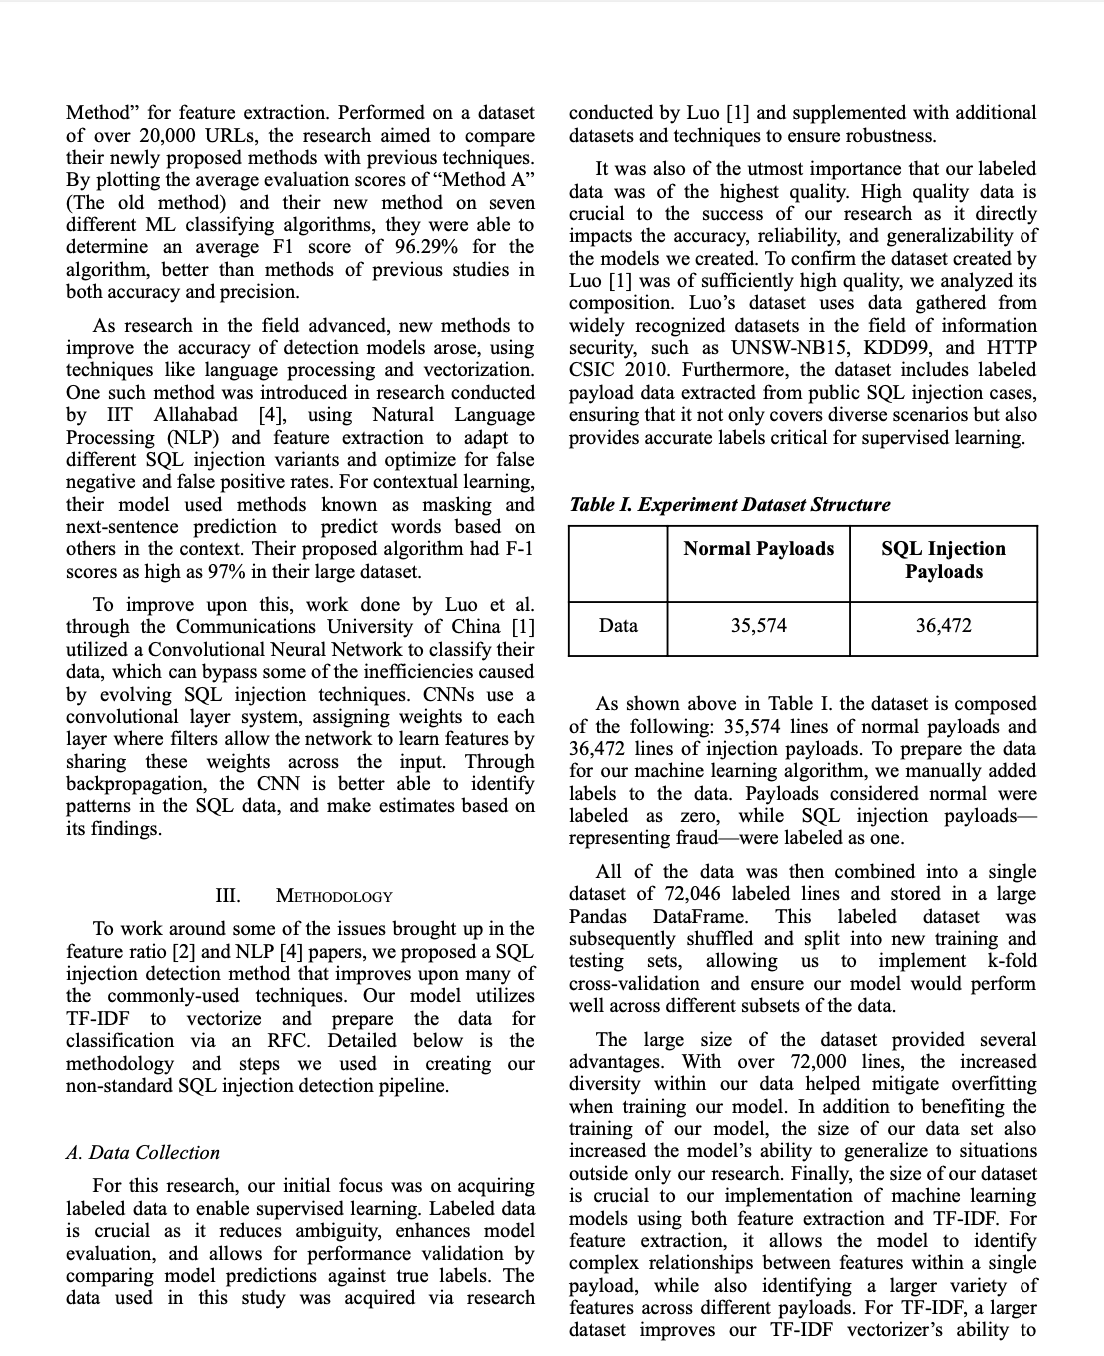 Method” for feature extraction. Performed on a dataset
of over 20,000 URLs, the research aimed to compare
their newly proposed methods with previous techniques.
By plotting the average evaluation scores of “Method A”
(The old method) and their new method on seven
different ML classifying algorithms, they were able to
determine an average F1 score of 96.29% for the
algorithm, better than methods of previous studies in
both accuracy and precision.
As research in the field advanced, new methods to
improve the accuracy of detection models arose, using
techniques like language processing and vectorization.
One such method was introduced in research conducted
by IIT Allahabad [4], using Natural Language
Processing (NLP) and feature extraction to adapt to
different SQL injection variants and optimize for false
negative and false positive rates. For contextual learning,
their model used methods known as masking and
next-sentence prediction to predict words based on
others in the context. Their proposed algorithm had F-1
scores as high as 97% in their large dataset.
To improve upon this, work done by Luo et al.
through the Communications University of China [1]
utilized a Convolutional Neural Network to classify their
data, which can bypass some of the inefficiencies caused
by evolving SQL injection techniques. CNNs use a
convolutional layer system, assigning weights to each
layer where filters allow the network to learn features by
sharing these weights across the input. Through
backpropagation, the CNN is better able to identify
patterns in the SQL data, and make estimates based on
its findings.
III. METHODOLOGY
To work around some of the issues brought up in the
feature ratio [2] and NLP [4] papers, we proposed a SQL
injection detection method that improves upon many of
the commonly-used techniques. Our model utilizes
TF-IDF to vectorize and prepare the data for
classification via an RFC. Detailed below is the
methodology and steps we used in creating our
non-standard SQL injection detection pipeline.
A. Data Collection
For this research, our initial focus was on acquiring
labeled data to enable supervised learning. Labeled data
is crucial as it reduces ambiguity, enhances model
evaluation, and allows for performance validation by
comparing model predictions against true labels. The
data used in this study was acquired via research
conducted by Luo [1] and supplemented with additional
datasets and techniques to ensure robustness.
It was also of the utmost importance that our labeled
data was of the highest quality. High quality data is
crucial to the success of our research as it directly
impacts the accuracy, reliability, and generalizability of
the models we created. To confirm the dataset created by
Luo [1] was of sufficiently high quality, we analyzed its
composition. Luo’s dataset uses data gathered from
widely recognized datasets in the field of information
security, such as UNSW-NB15, KDD99, and HTTP
CSIC 2010. Furthermore, the dataset includes labeled
payload data extracted from public SQL injection cases,
ensuring that it not only covers diverse scenarios but also
provides accurate labels critical for supervised learning.
Table I. Experiment Dataset Structure
Normal Payloads SQL Injection
Payloads
Data 35,574 36,472
As shown above in Table I. the dataset is composed
of the following: 35,574 lines of normal payloads and
36,472 lines of injection payloads. To prepare the data
for our machine learning algorithm, we manually added
labels to the data. Payloads considered normal were
labeled as zero, while SQL injection payloads—
representing fraud—were labeled as one.
All of the data was then combined into a single
dataset of 72,046 labeled lines and stored in a large
Pandas DataFrame. This labeled dataset was
subsequently shuffled and split into new training and
testing sets, allowing us to implement k-fold
cross-validation and ensure our model would perform
well across different subsets of the data.
The large size of the dataset provided several
advantages. With over 72,000 lines, the increased
diversity within our data helped mitigate overfitting
when training our model. In addition to benefiting the
training of our model, the size of our data set also
increased the model’s ability to generalize to situations
outside only our research. Finally, the size of our dataset
is crucial to our implementation of machine learning
models using both feature extraction and TF-IDF. For
feature extraction, it allows the model to identify
complex relationships between features within a single
payload, while also identifying a larger variety of
features across different payloads. For TF-IDF, a larger
dataset improves our TF-IDF vectorizer’s ability to